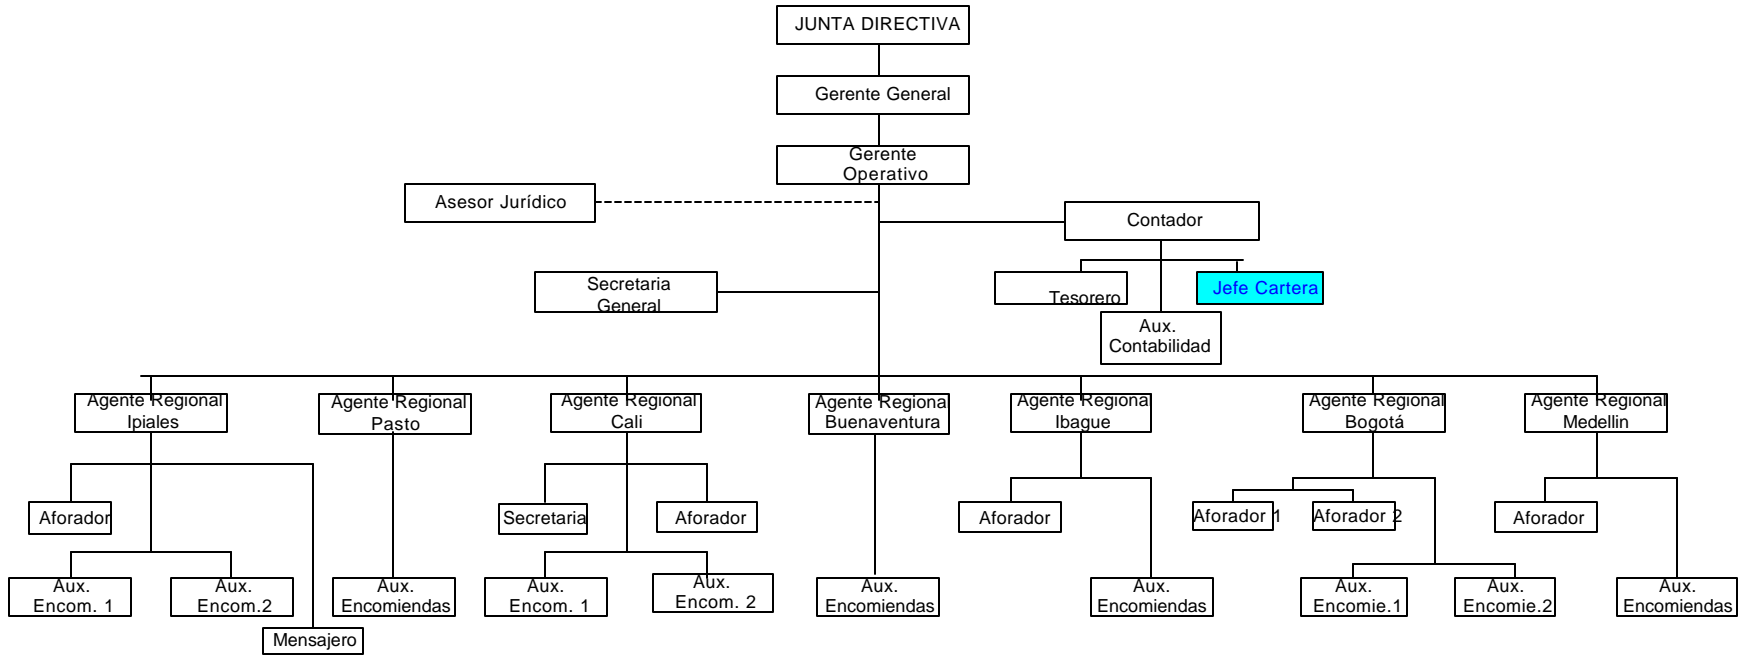 JUNTA DIRECTIVA
Gerente General
Gerente
Operativo
Asesor Jurídico
Contador
Secretaria
General
Tesorero
Jefe Cartera
Aux.
Contabilidad
Agente Regional
Ipiales
Agente Regional
Pasto
Agente Regional
Cali
Agente Regional
Buenaventura
Agente Regional
Ibague
Agente Regional
Bogotá
Agente Regional
Medellin
Aforador
Secretaria
Aforador
Aforador
Aforador 1
Aforador 2
Aforador
Aux.
Encom. 1
Aux.
Encom.2
Aux.
Encomiendas
Aux.
Encom. 1
Aux.
Encom. 2
Aux.
Encomiendas
Aux.
Encomiendas
Aux.
Encomie.1
Aux.
Encomie.2
Aux.
Encomiendas
Mensajero